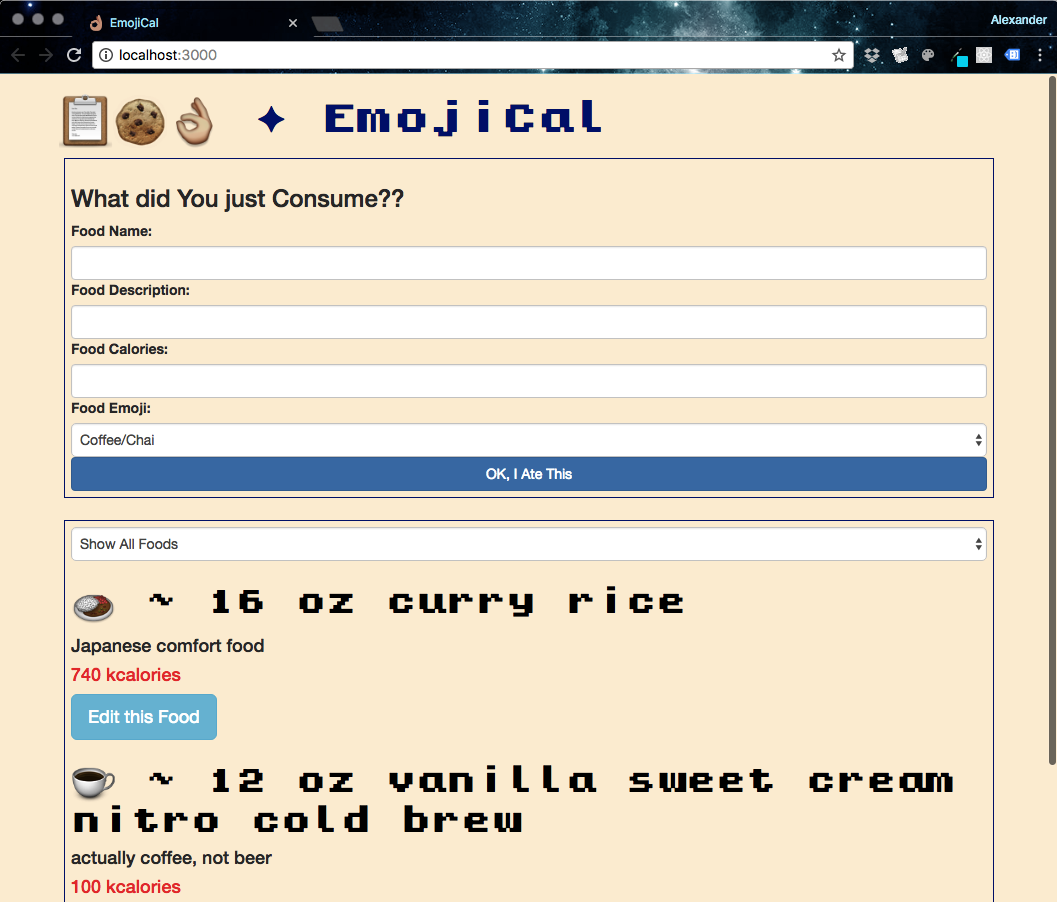 EmojiCal
Alexander
localhost:3000
✦ EmojiCal
What did You just Consume??
Food Name:
Food Description:
Food Calories:
Food Emoji:
Coffee/Chai
OK, I Ate This
Show All Foods
~ 16 oz curry rice
Japanese comfort food
740 kcalories
Edit this Food
~ 12 oz vanilla sweet cream
nitro cold brew
actually coffee, not beer
100 kcalories